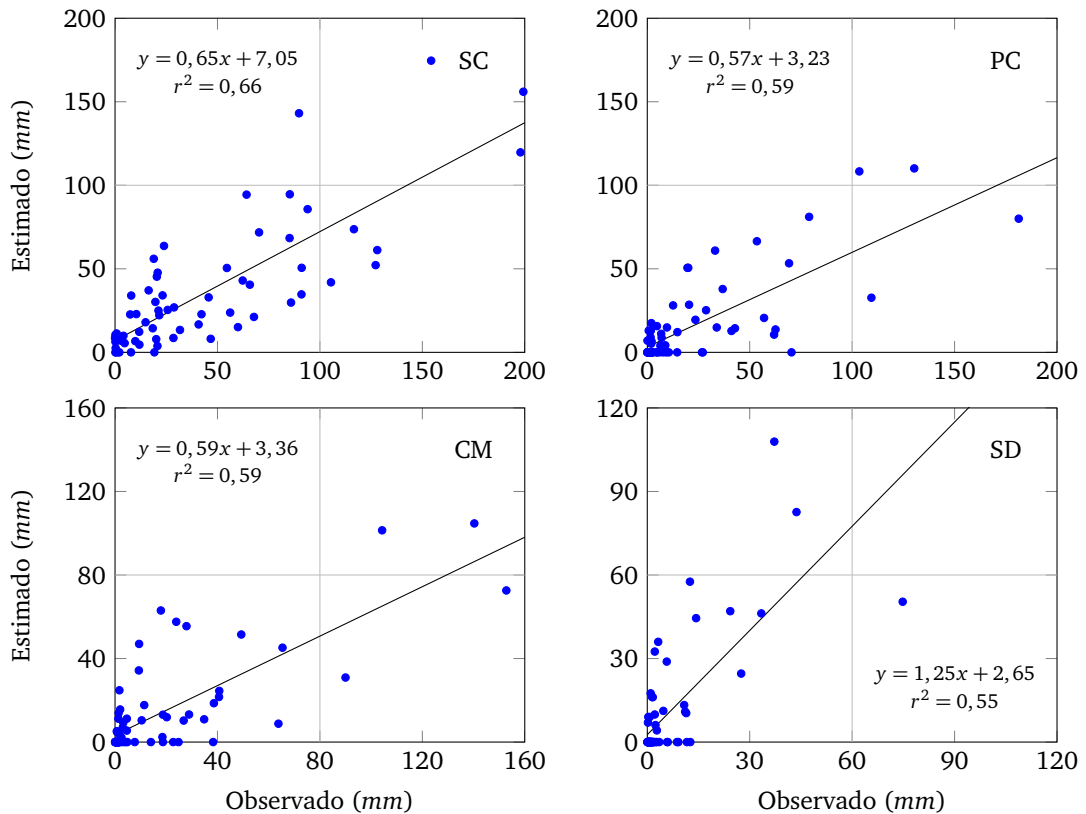 200
150
100
50
0
0 50 100 150 200
Estimado (mm)
y = 0,65x + 7,05
r² = 0,66
SC
200
150
100
50
0
0 50 100 150 200
y = 0,57x + 3,23
r² = 0,59
PC
160
120
80
40
0
0 40 80 120 160
Estimado (mm)
Observado (mm)
y = 0,59x + 3,36
r² = 0,59
CM
120
90
60
30
0
0 30 60 90 120
Observado (mm)
SD
y = 1,25x + 2,65
r² = 0,55